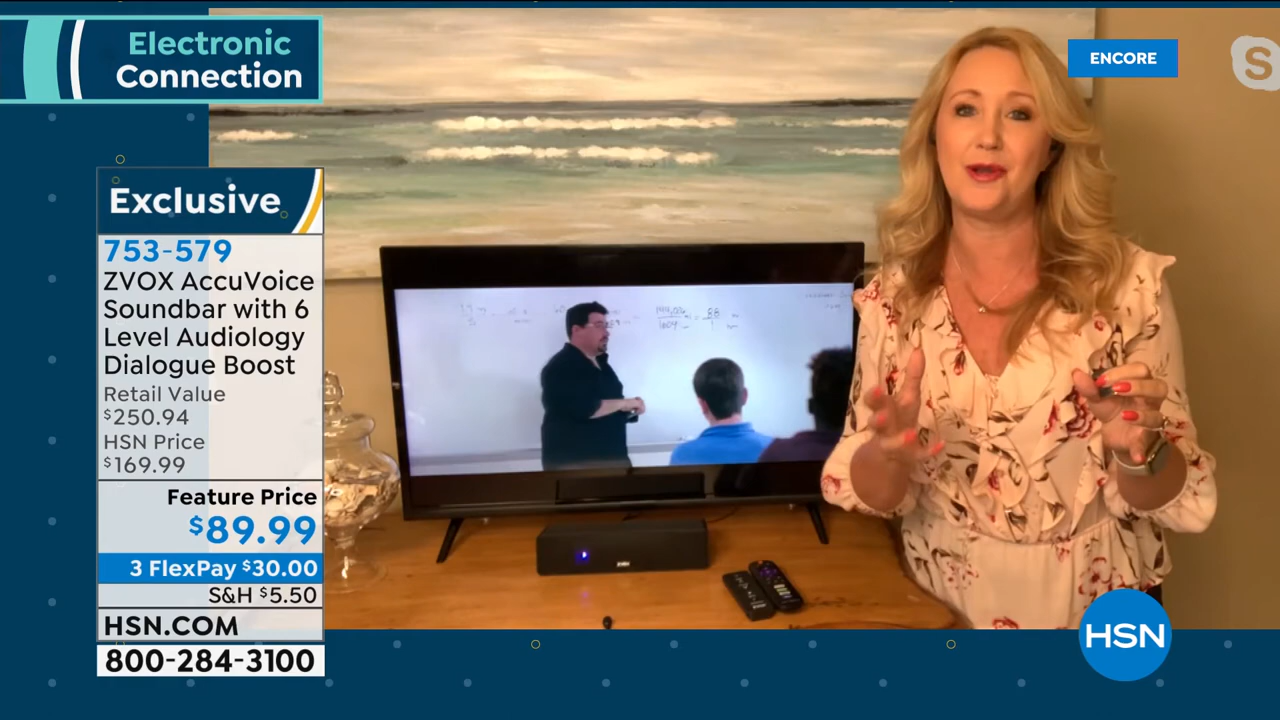 Electronic
Connection
ENCORE
S
Exclusive
753-579
ZVOX AccuVoice
Soundbar with 6
Level Audiology
Dialogue Boost
Retail Value
$250.94
HSN Price
$169.99
Feature Price
$89.99
3 FlexPay $30.00
S&H $5.50
HSN.COM
800-284-3100
HSN